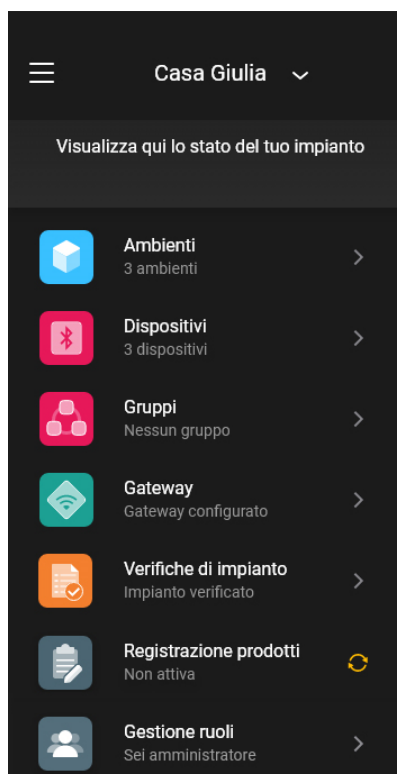 Casa Giulia
Visualizza qui lo stato del tuo impianto
Ambienti
3 ambienti
Dispositivi
3 dispositivi
Gruppi
Nessun gruppo
Gateway
Gateway configurato
Verifiche di impianto
Impianto verificato
Registrazione prodotti
Non attiva
Gestione ruoli
Sei amministratore